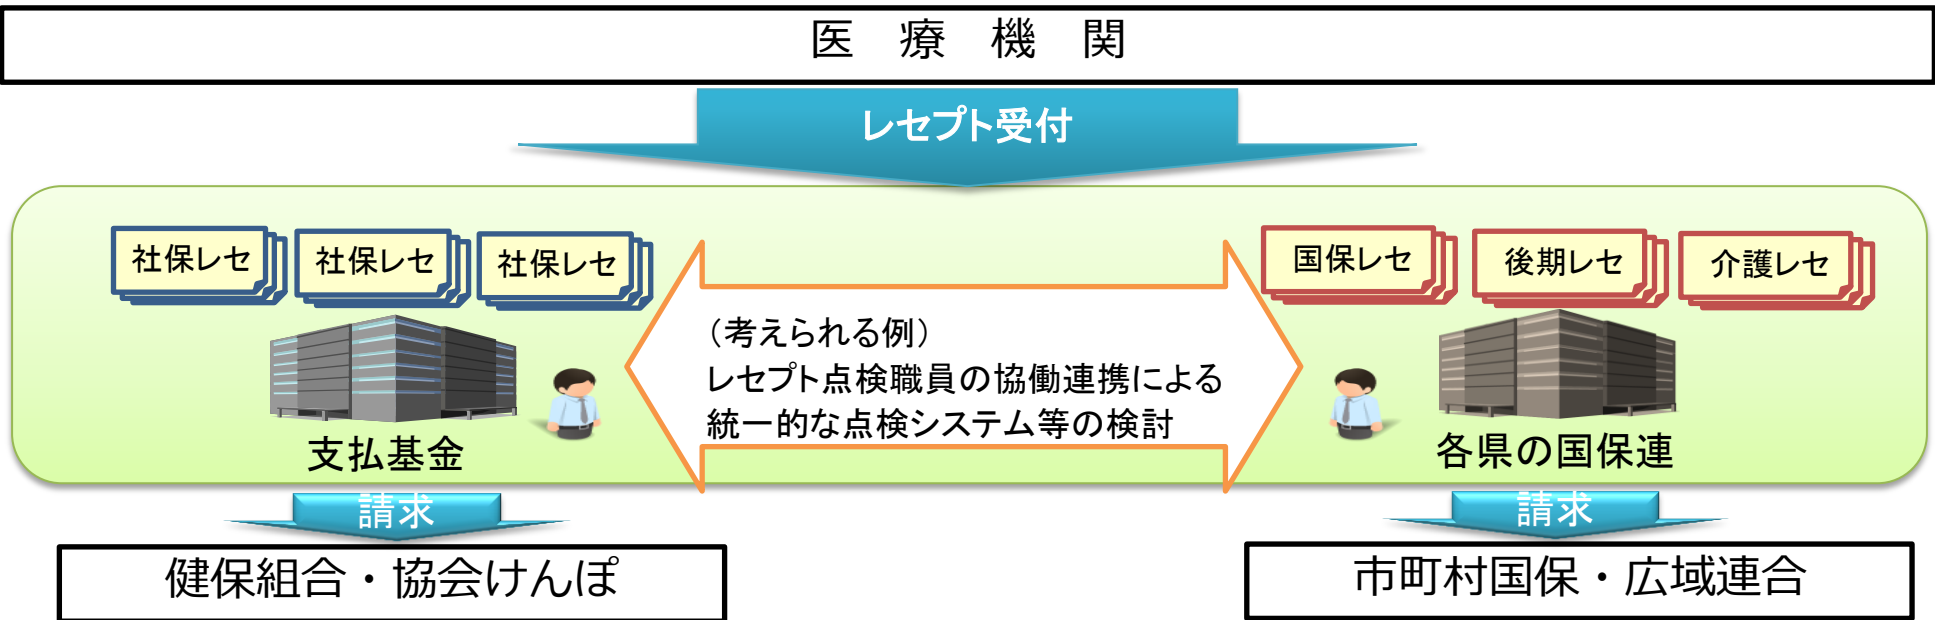 医 療 機 関
レセプト受付
社保レセ 社保レセ 社保レセ
国保レセ 後期レセ 介護レセ
（考えられる例）
レセプト点検職員の協働連携による
統一的な点検システム等の検討
支払基金
各県の国保連
請求
請求
健保組合・協会けんぽ
市町村国保・広域連合